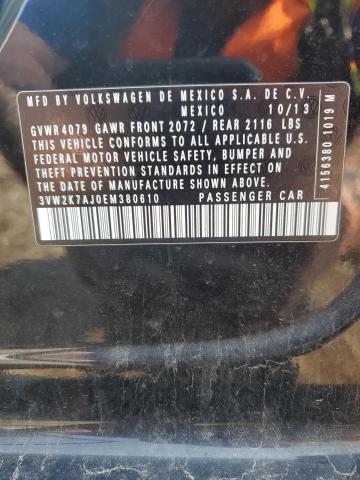 MFD BY VOLKSWAGEN DE MEXICO S.A. DE C.V.
MEXICO 10/13
GVWR 4079 GAWR FRONT 2072 / REAR 2116 LBS
THIS VEHICLE CONFORMS TO ALL APPLICABLE U.S.
FEDERAL MOTOR VEHICLE SAFETY, BUMPER AND
THEFT PREVENTION STANDARDS IN EFFECT ON THE
DATE OF MANUFACTURE SHOWN ABOVE.
3VW2K7AJ0EM380610 PASSENGER CAR
4156380 1019 M